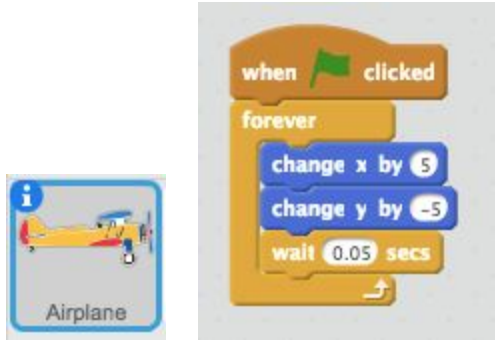 when clicked
forever
change x by 5
change y by -5
wait 0.05 secs
i
Airplane